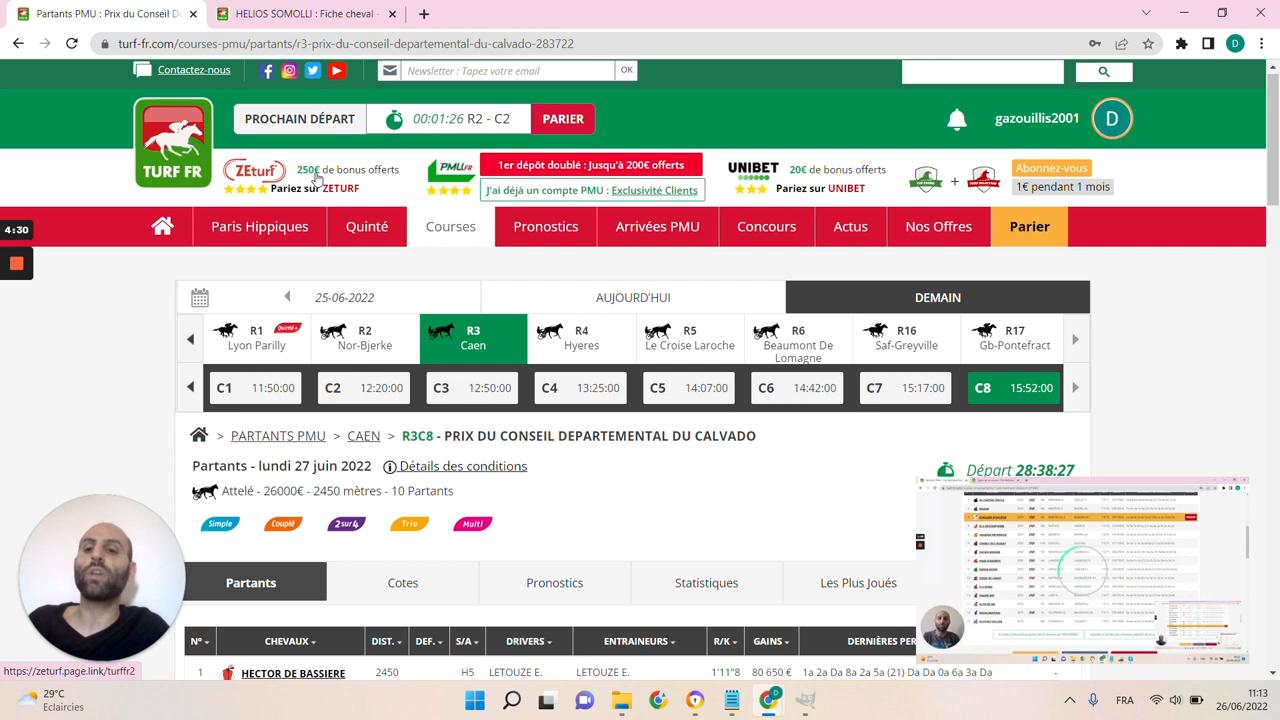 Partants PMU : Prix du Conseil D
HELIOS SOMOLLI : Fiche cheval -
turf-fr.com/courses-pmu/partants/r3-prix-du-conseil-departemental-du-calvado-283722
D
Contactez-nous
Newsletter : Tapez votre email
OK
PROCHAIN DÉPART
00:01:26 R2 - C2
PARIER
gazouillis2001
D
TURF FR
ZEturf
250€ de bonus offerts
Pariez sur ZETURF
PMU.FR
1er dépôt doublé : Jusqu'à 200€ offerts
J'ai déjà un compte PMU : Exclusivité Clients
UNIBET
20€ de bonus offerts
Pariez sur UNIBET
+
Abonnez-vous
1€ pendant 1 mois
4:30
Paris Hippiques
Quinté
Courses
Pronostics
Arrivées PMU
Concours
Actus
Nos Offres
Parier
25-06-2022
AUJOURD'HUI
DEMAIN
R1 Quinté+
Lyon Parilly
R2
Nor-Bjerke
R3
Caen
R4
Hyeres
R5
Le Croise Laroche
R6
Beaumont De
Lomagne
R16
Saf-Greyville
R17
Gb-Pontefract
C1 11:50:00
C2 12:20:00
C3 12:50:00
C4 13:25:00
C5 14:07:00
C6 14:42:00
C7 15:17:00
C8 15:52:00
> PARTANTS PMU > CAEN > R3C8 - PRIX DU CONSEIL DEPARTEMENTAL DU CALVADO
Partants - lundi 27 juin 2022 Détails des conditions
Départ 28:38:27
2450 mètres - 10 Partants
Simple
Couplé
2sur4
Trio
Multi
Partants
Pronostics
Statistiques
Les Plus Joués
N°
CHEVAUX
DIST
DEF.
ENTRAINEURS
R/K
GAINS
1 HECTOR DE BASSIERE
H5 LETOUZE E. LETOUZE E. 1'11"8 80 650 € 1a 2a Da 8a 2a 5a (21) Da Da 0a 6a 3a Da -
https://zeturf.page.link/turffr2
29°C
Eclaircies
FRA
11:13
26/06/2022